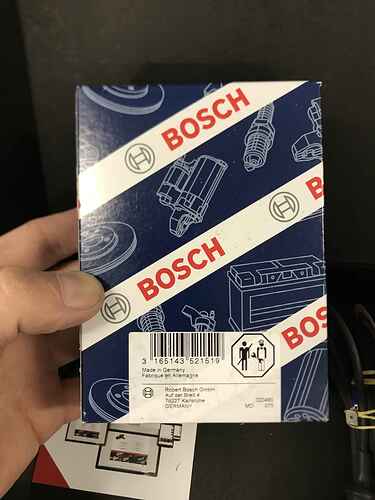 BOSCH
B
BOSCH
BOS
3 165143 521519
Made in Germany
Fabriqué en Allemagne
Robert Bosch GmbH
Auf der Breit 4
76227 Karlsruhe
GERMANY